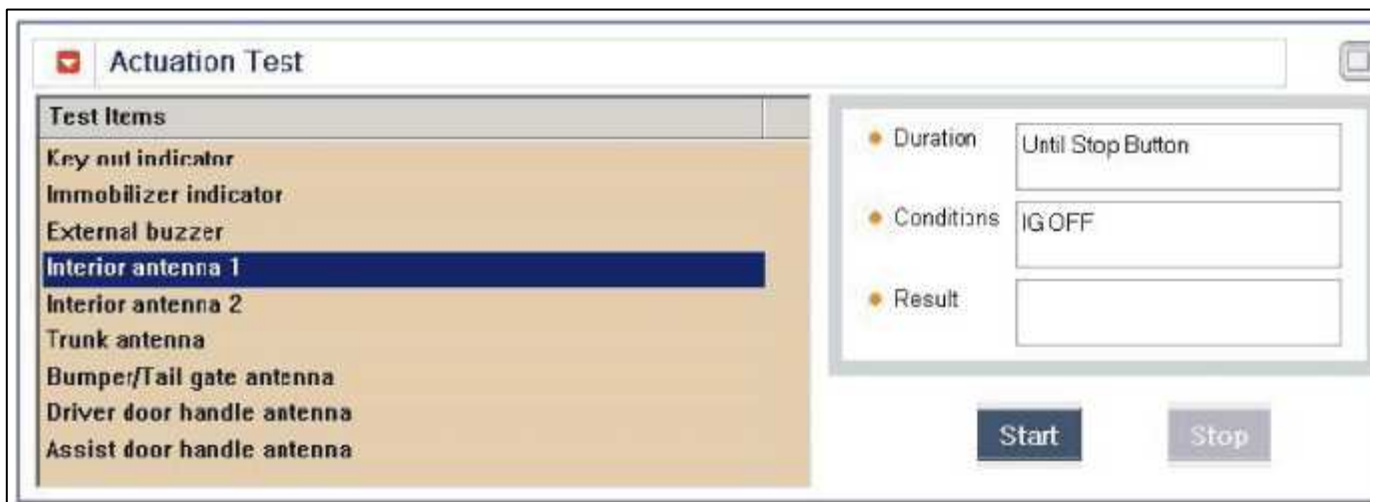 Actuation Test
Test Items
Key out indicator
Immobilizer indicator
External buzzer
Interior antenna 1
Interior antenna 2
Trunk antenna
Bumper/Tail gate antenna
Driver door handle antenna
Assist door handle antenna
Duration
Until Stop Button
Conditions
IG OFF
Result
Start
Stop